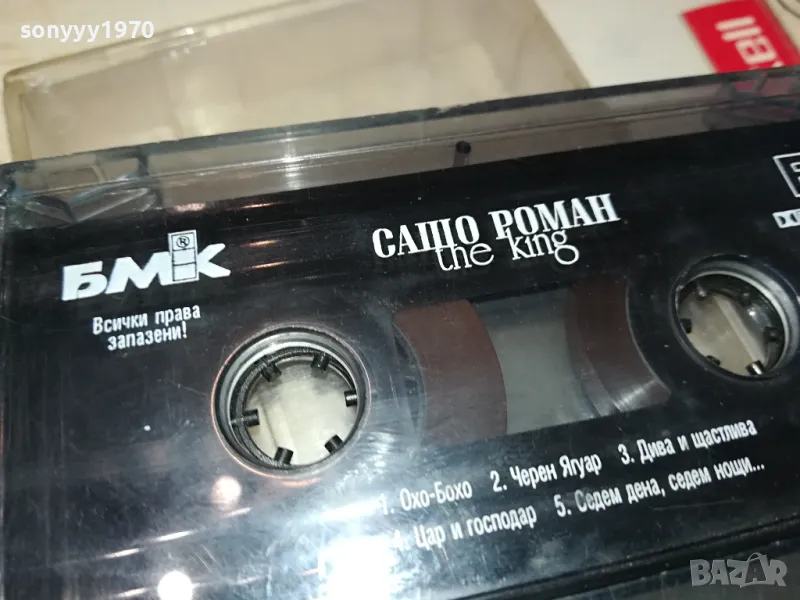 sonyyy1970
САШО РОМАН
the king
БМК
®
Всички права
запазени!
1. Охо-Бохо 2. Черен Ягуар 3. Дива и щастлива
4. Цар и господар 5. Седем дена, седем нощи...
BAZAR